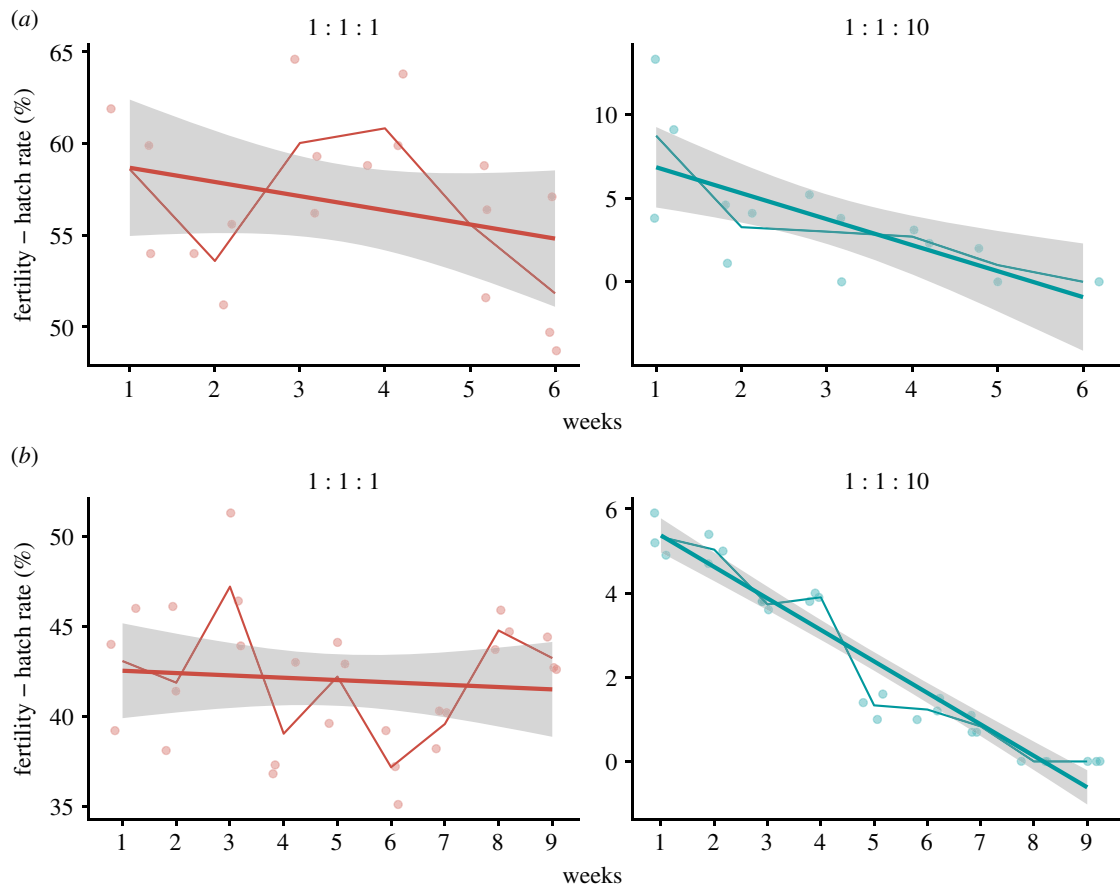 (a)
1 : 1 : 1
1 : 1 : 10
fertility – hatch rate (%)
65
60
55
50
10
5
0
1 2 3 4 5 6
1 2 3 4 5 6
weeks
(b)
1 : 1 : 1
1 : 1 : 10
fertility – hatch rate (%)
50
45
40
35
6
4
2
0
1 2 3 4 5 6 7 8 9
1 2 3 4 5 6 7 8 9
weeks